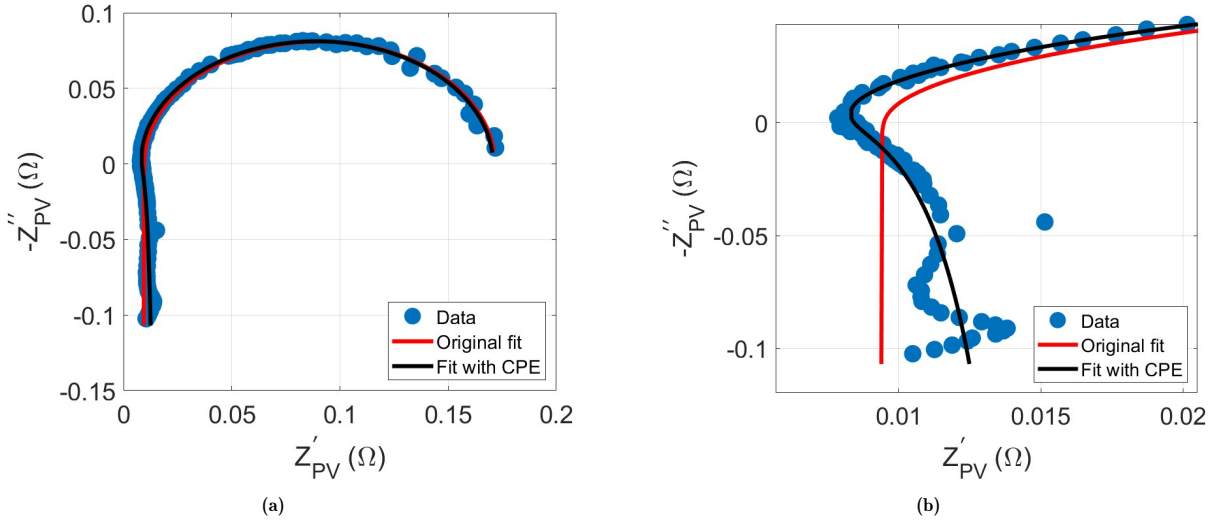 0.1
0.05
0
-0.05
-0.1
-0.15
-Z''PV (Ω)
Data
Original fit
Fit with CPE
0 0.05 0.1 0.15 0.2
Z'PV (Ω)
(a)
0
-0.05
-0.1
-Z''PV (Ω)
Data
Original fit
Fit with CPE
0.01 0.015 0.02
Z'PV (Ω)
(b)